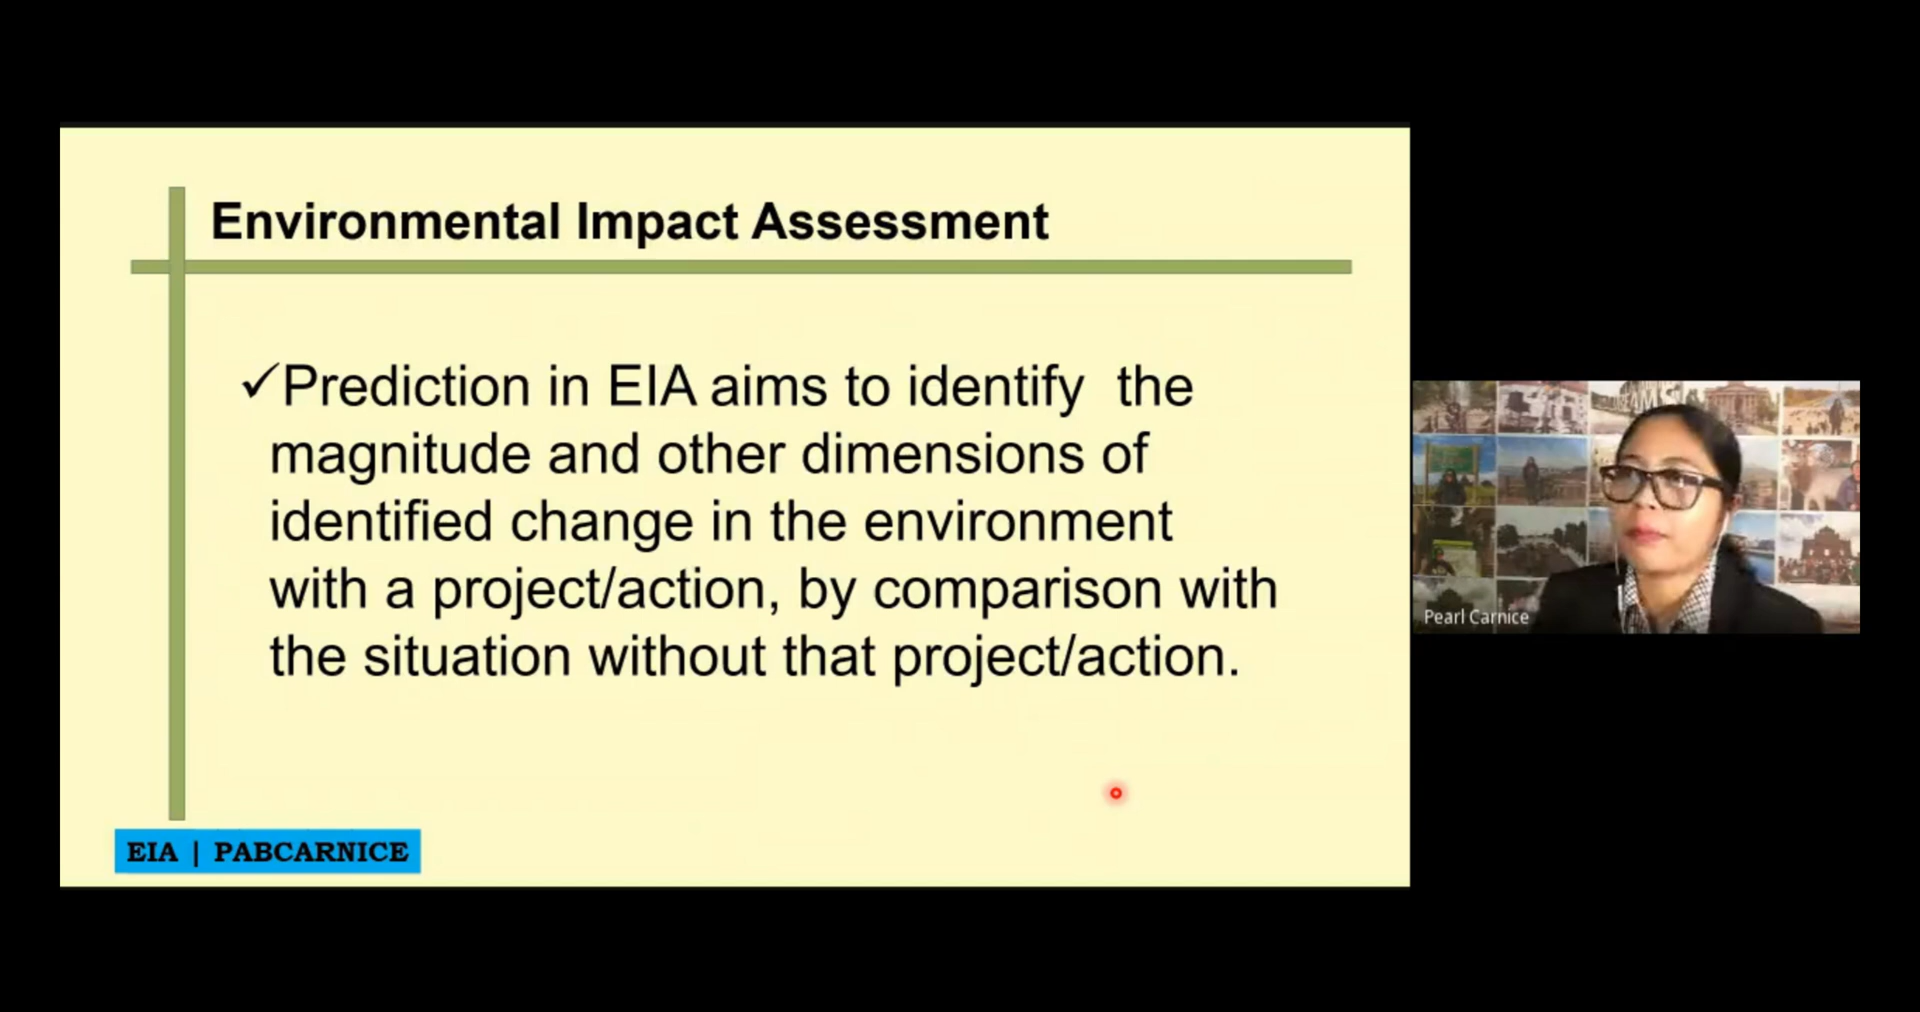 Environmental Impact Assessment
✓Prediction in EIA aims to identify the
magnitude and other dimensions of
identified change in the environment
with a project/action, by comparison with
the situation without that project/action.
EIA | PABCARNICE
Pearl Carnice